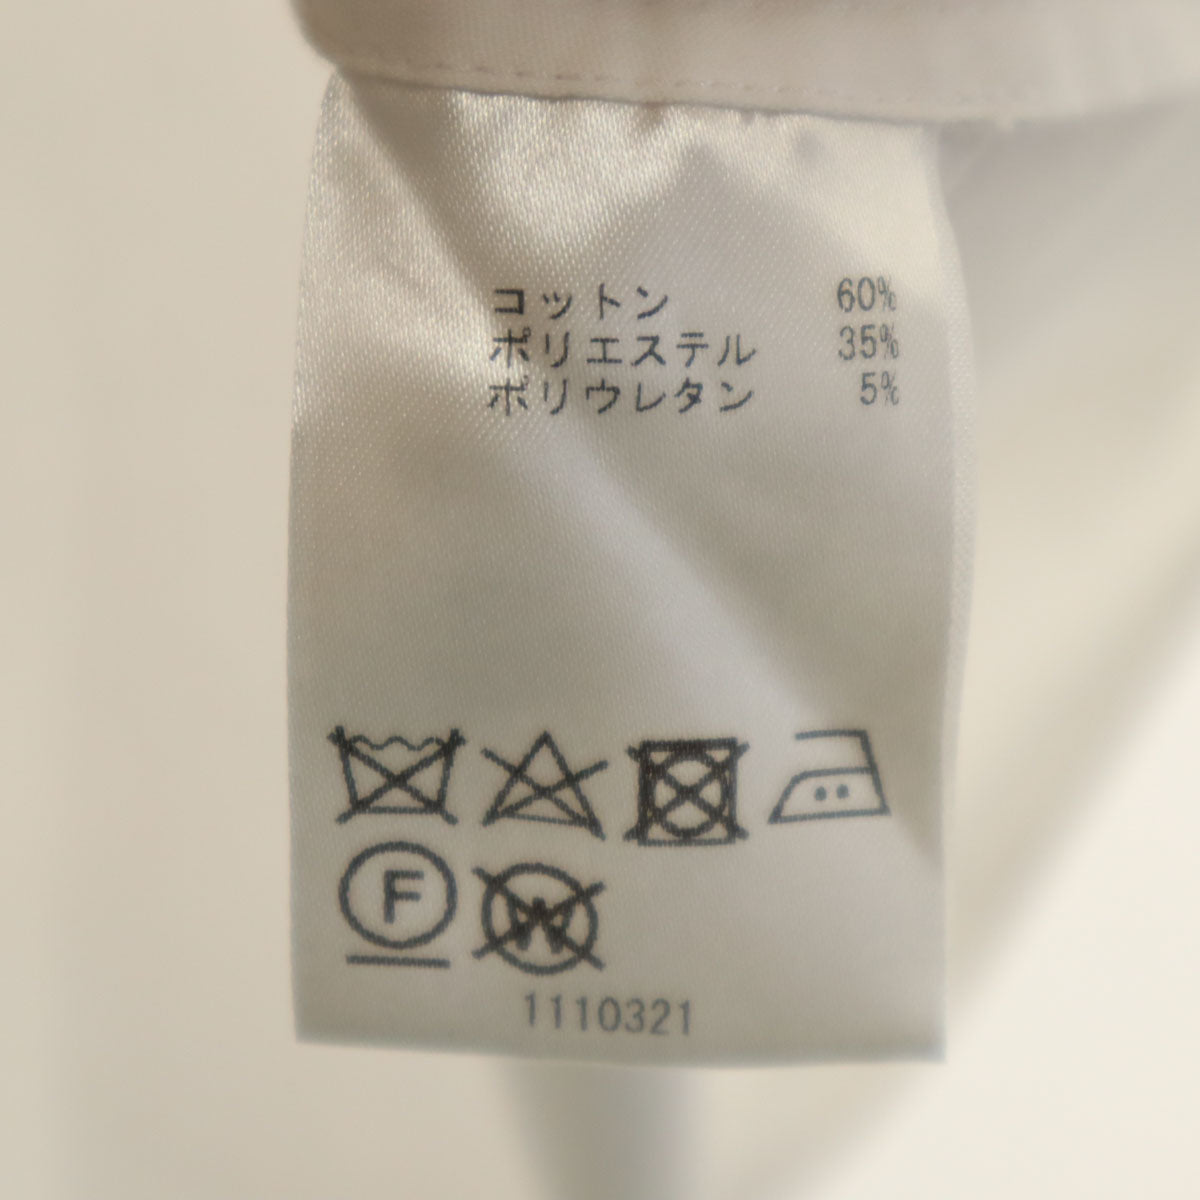 コットン 60%
ポリエステル 35%
ポリウレタン 5%
F W
1110321